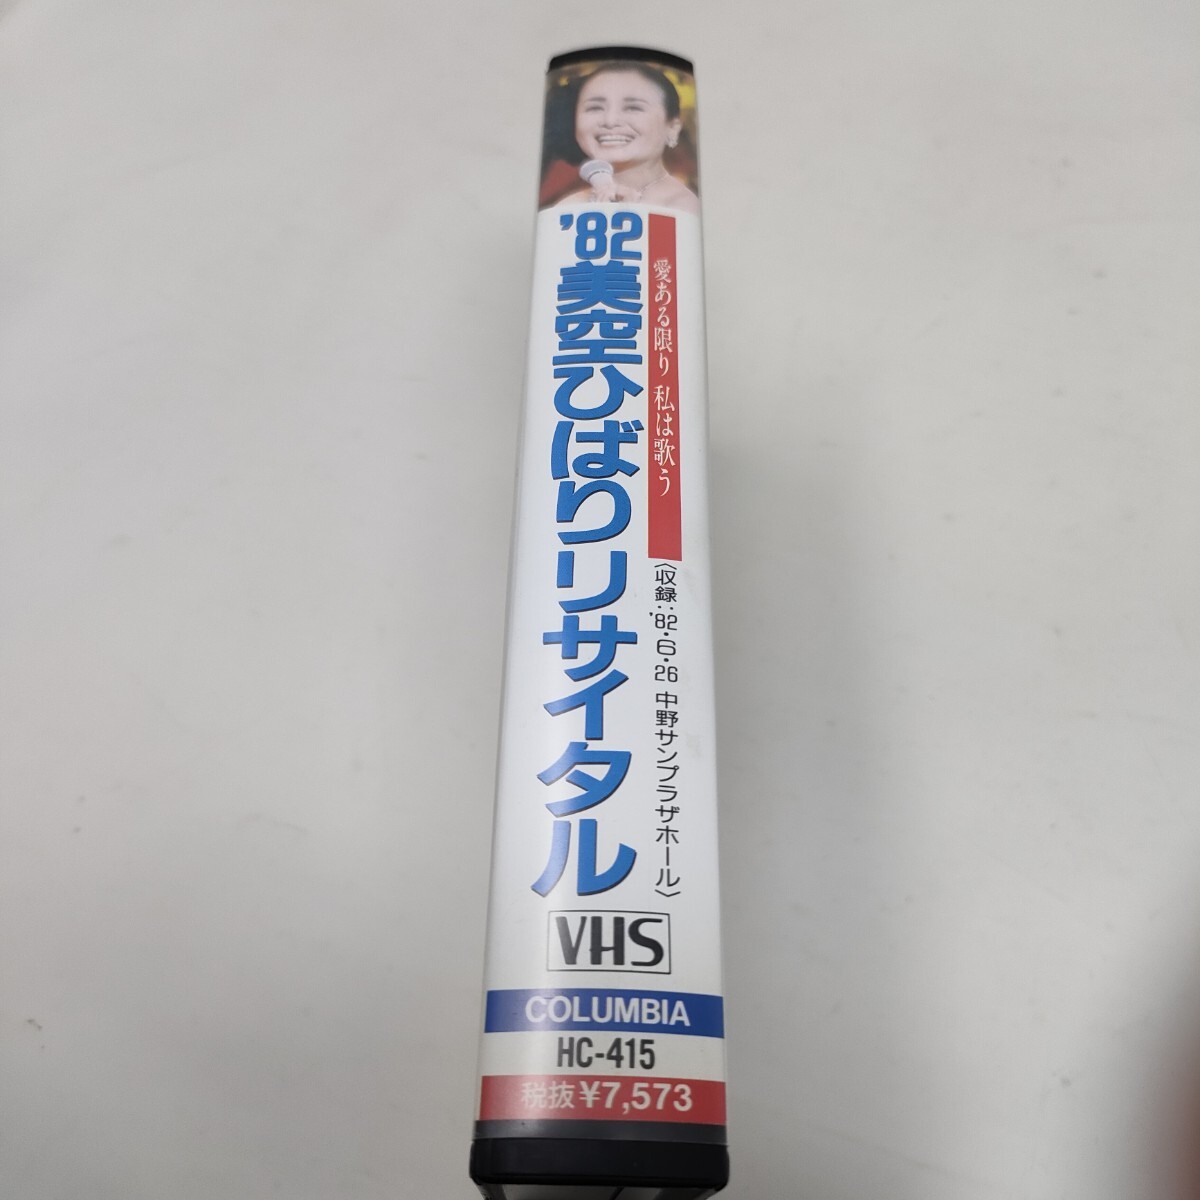 愛ある限り 私は歌う
'82美空ひばりリサイタル
〈収録:'82・6・26 中野サンプラザホール〉
VHS
COLUMBIA
HC-415
税抜¥7,573